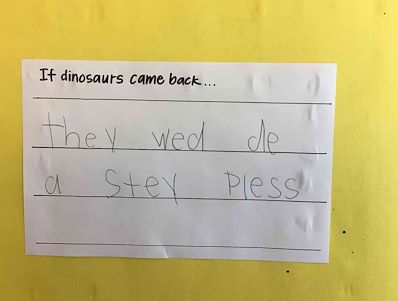 If dinosaurs came back...
they wed de
a stey pless